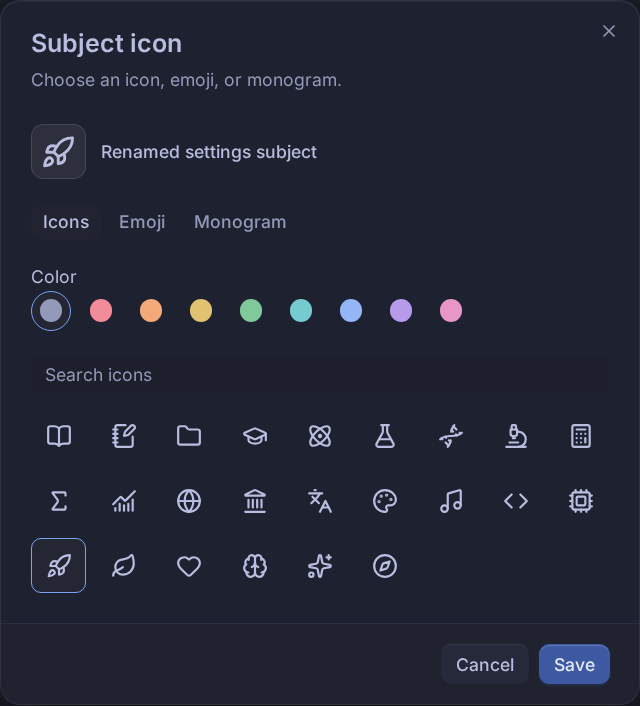 Subject icon
Choose an icon, emoji, or monogram.
Renamed settings subject
Icons Emoji Monogram
Color
Search icons
Cancel Save